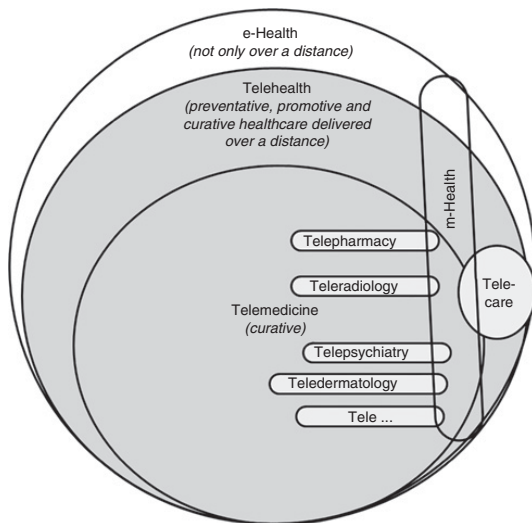 e-Health
(not only over a distance)
Telehealth
(preventative, promotive and
curative healthcare delivered
over a distance)
m-Health
Telepharmacy
Teleradiology
Tele-
care
Telemedicine
(curative)
Telepsychiatry
Teledermatology
Tele ...